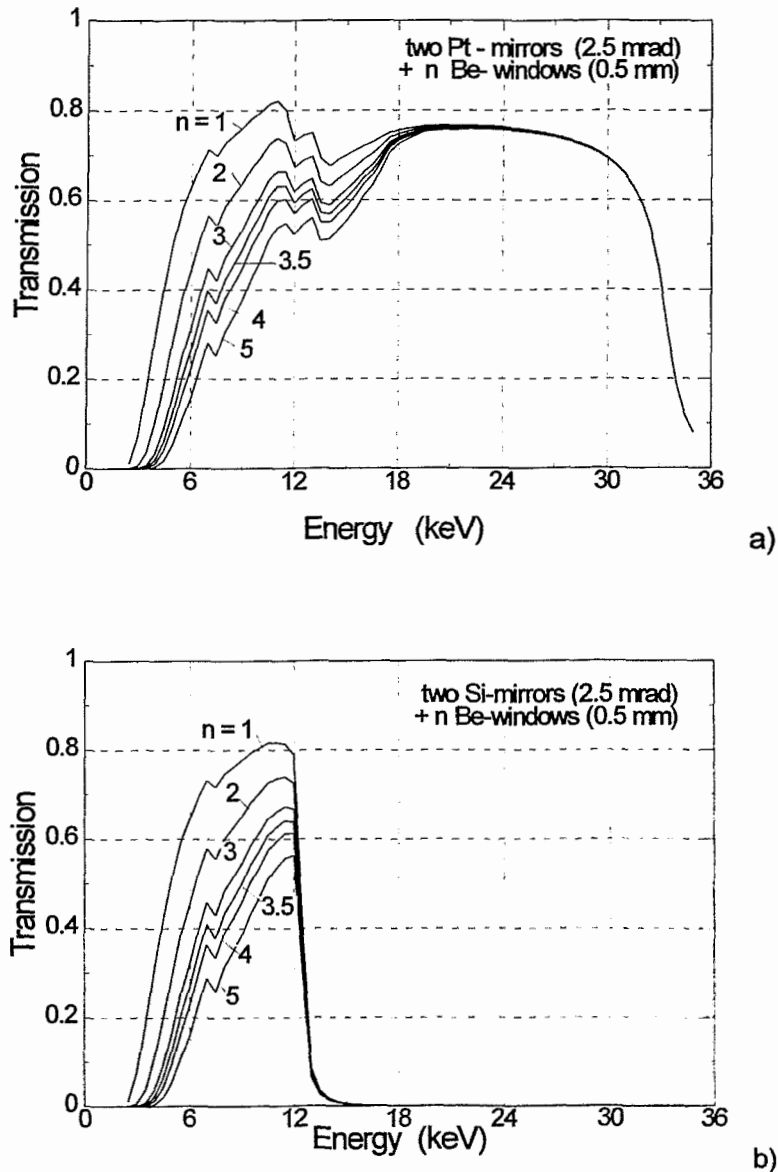 1
two Pt - mirrors (2.5 mrad)
+ n Be- windows (0.5 mm)
0.8
n = 1
2
0.6
3
3.5
0.4
4
5
0.2
0
0 6 12 18 24 30 36
Transmission
Energy (keV)
a)
1
two Si-mirrors (2.5 mrad)
+ n Be-windows (0.5 mm)
n = 1
0.8
2
0.6
3
3.5
0.4
4
5
0.2
0
0 6 12 18 24 30 36
Transmission
Energy (keV)
b)